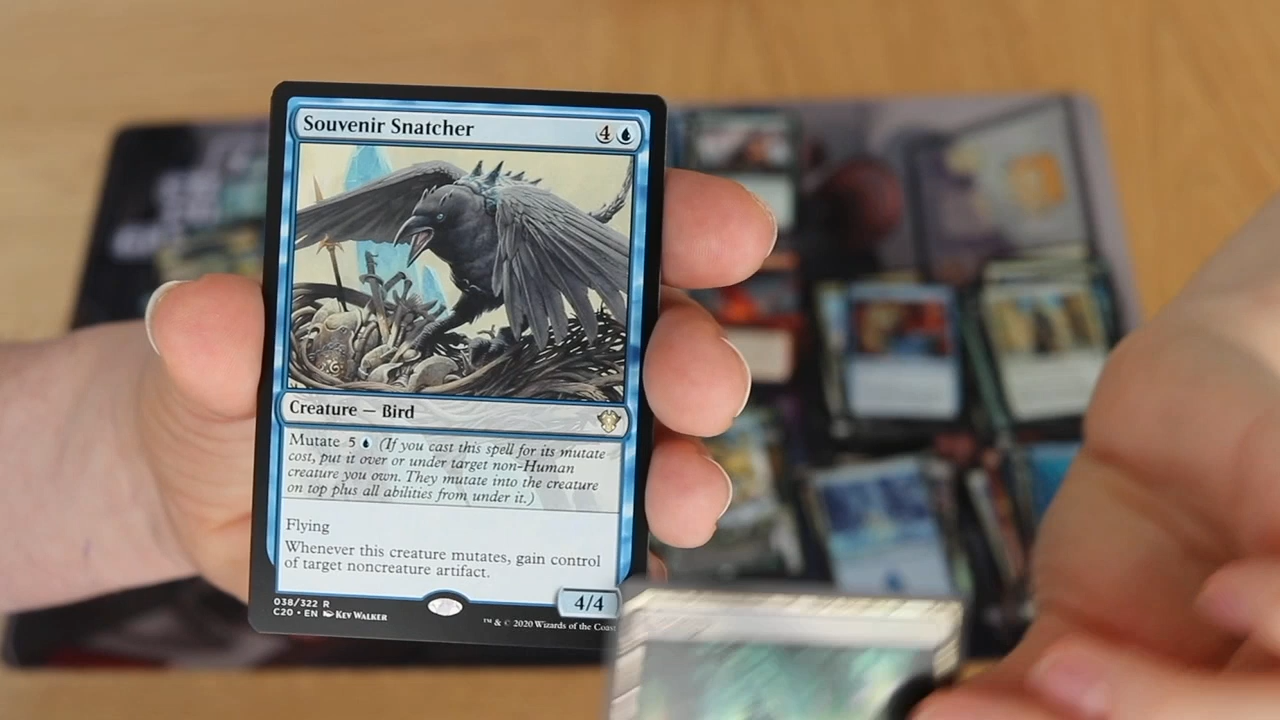 Souvenir Snatcher 4
Creature — Bird
Mutate 5 (If you cast this spell for its mutate
cost, put it over or under target non-Human
creature you own. They mutate into the creature
on top plus all abilities from under it.)
Flying
Whenever this creature mutates, gain control
of target noncreature artifact.
4/4
038/322 R
C20 • EN Kev Walker
™ & © 2020 Wizards of the Coast